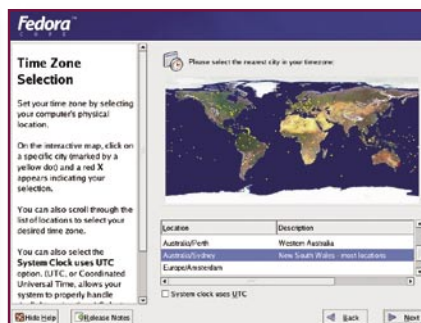 Fedora™
CORE
Time Zone
Selection
Set your time zone by selecting
your computer's physical
location.
On the interactive map, click on
a specific city (marked by a
yellow dot) and a red X
appears indicating your
selection.
You can also scroll through the
list of locations to select your
desired time zone.
You can also select the
System Clock uses UTC
option. (UTC, or Coordinated
Universal Time, allows your
system to properly handle
Please select the nearest city in your timezone:
Location Description
Australia/Perth Western Australia
Australia/Sydney New South Wales - most locations
Europe/Amsterdam
System clock uses UTC
Hide Help
Release Notes
Back
Next